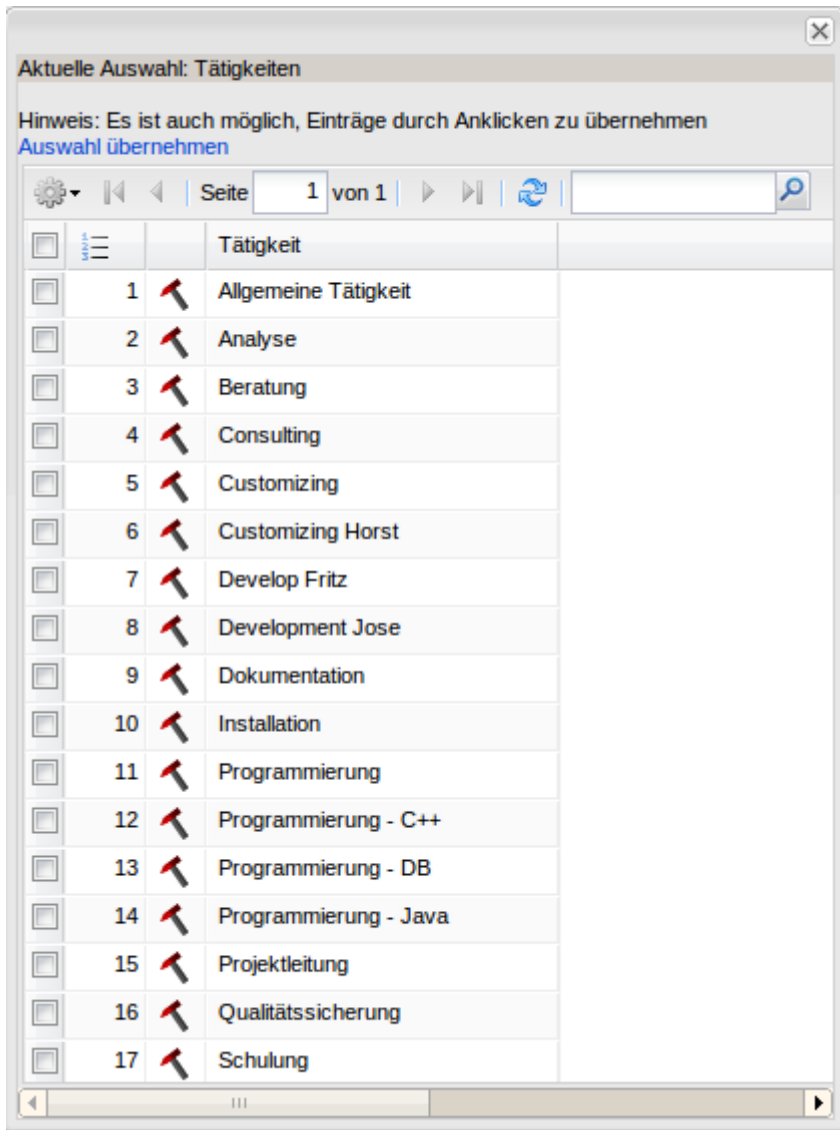 Aktuelle Auswahl: Tätigkeiten
Hinweis: Es ist auch möglich, Einträge durch Anklicken zu übernehmen
Auswahl übernehmen
Seite 1 von 1
Tätigkeit
1 Allgemeine Tätigkeit
2 Analyse
3 Beratung
4 Consulting
5 Customizing
6 Customizing Horst
7 Develop Fritz
8 Development Jose
9 Dokumentation
10 Installation
11 Programmierung
12 Programmierung - C++
13 Programmierung - DB
14 Programmierung - Java
15 Projektleitung
16 Qualitätssicherung
17 Schulung